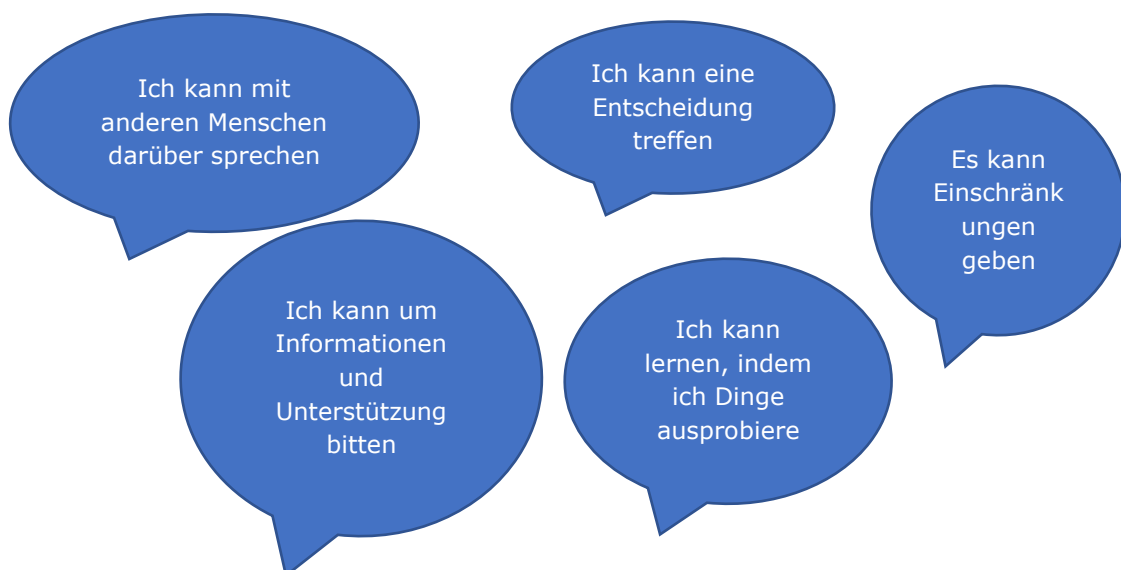 Ich kann mit
anderen Menschen
darüber sprechen
Ich kann eine
Entscheidung
treffen
Es kann
Einschränk
ungen
geben
Ich kann um
Informationen
und
Unterstützung
bitten
Ich kann
lernen, indem
ich Dinge
ausprobiere